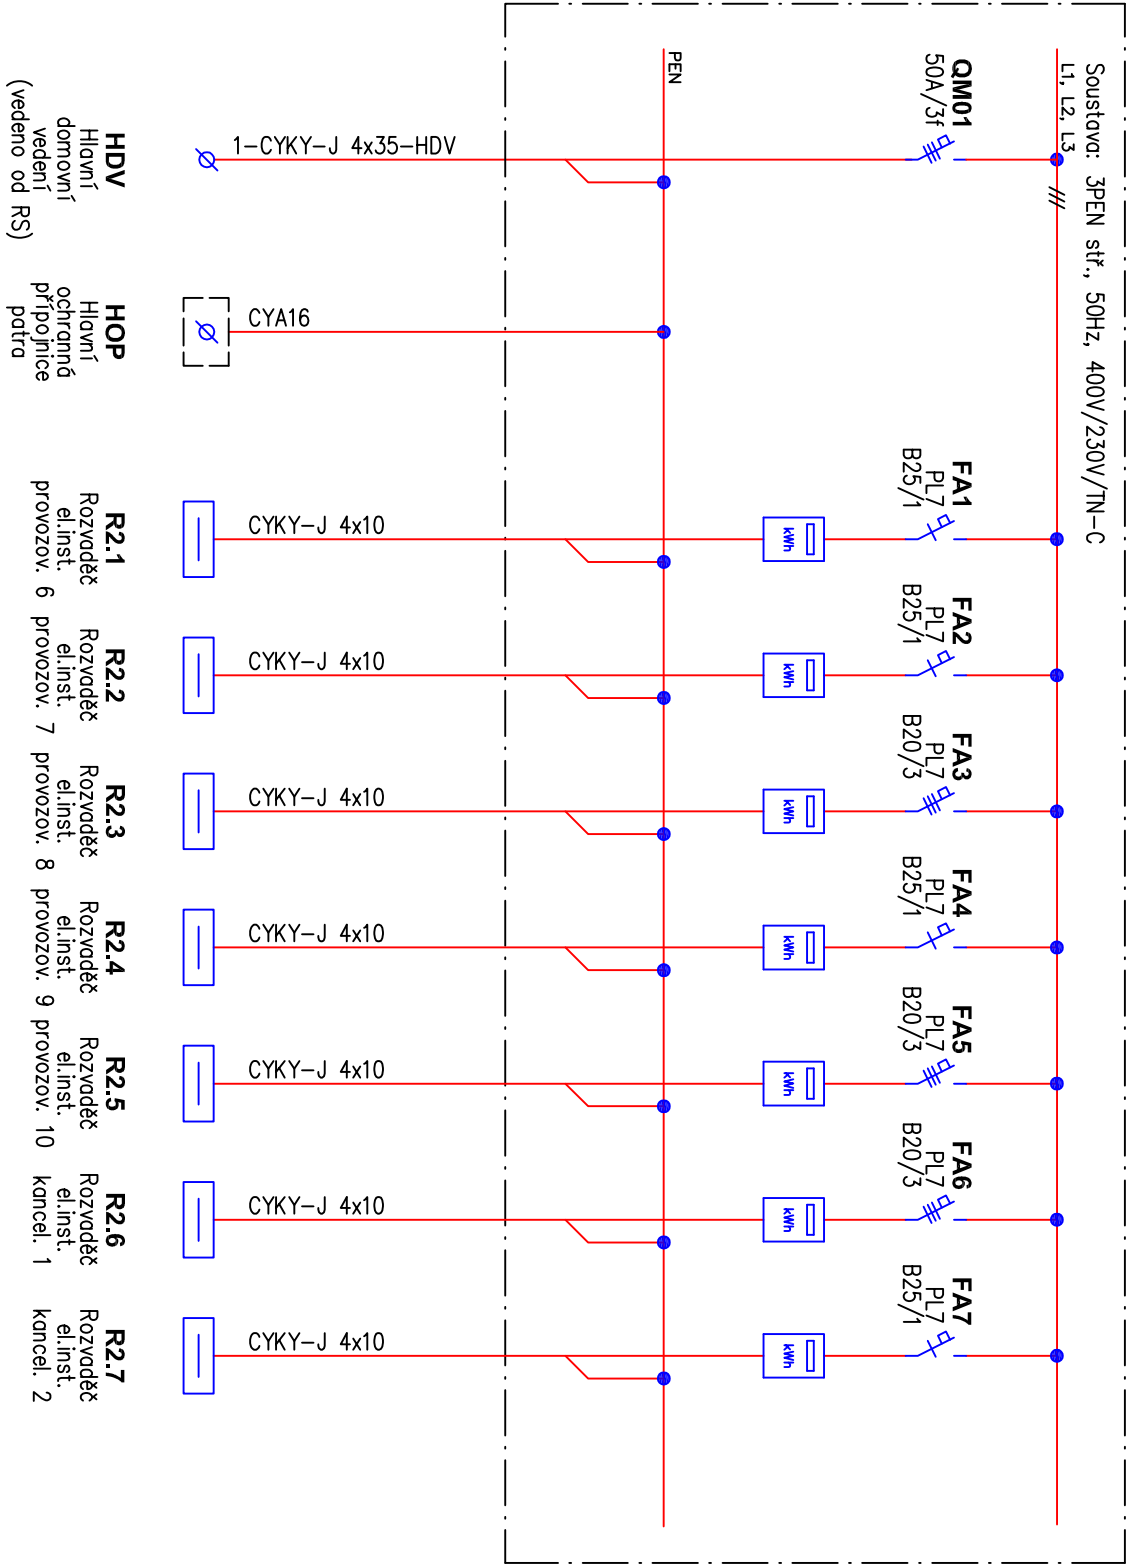 Soustava: 3PEN stř., 50Hz, 400V/230V/TN-C
L1, L2, L3
QM01
50A/3f
FA1
PL7
B25/1
FA2
PL7
B25/1
FA3
PL7
B20/3
FA4
PL7
B25/1
FA5
PL7
B20/3
FA6
PL7
B20/3
FA7
PL7
B25/1
kWh
kWh
kWh
kWh
kWh
kWh
kWh
PEN
1-CYKY-J 4x35-HDV
CYA16
CYKY-J 4x10
CYKY-J 4x10
CYKY-J 4x10
CYKY-J 4x10
CYKY-J 4x10
CYKY-J 4x10
CYKY-J 4x10
HDV
Hlavní
domovní
vedení
(vedeno od RS)
HOP
Hlavní
ochranná
přípojnice
patra
R2.1
Rozvaděč
el.inst.
provozov. 6
R2.2
Rozvaděč
el.inst.
provozov. 7
R2.3
Rozvaděč
el.inst.
provozov. 8
R2.4
Rozvaděč
el.inst.
provozov. 9
R2.5
Rozvaděč
el.inst.
provozov. 10
R2.6
Rozvaděč
el.inst.
kancel. 1
R2.7
Rozvaděč
el.inst.
kancel. 2